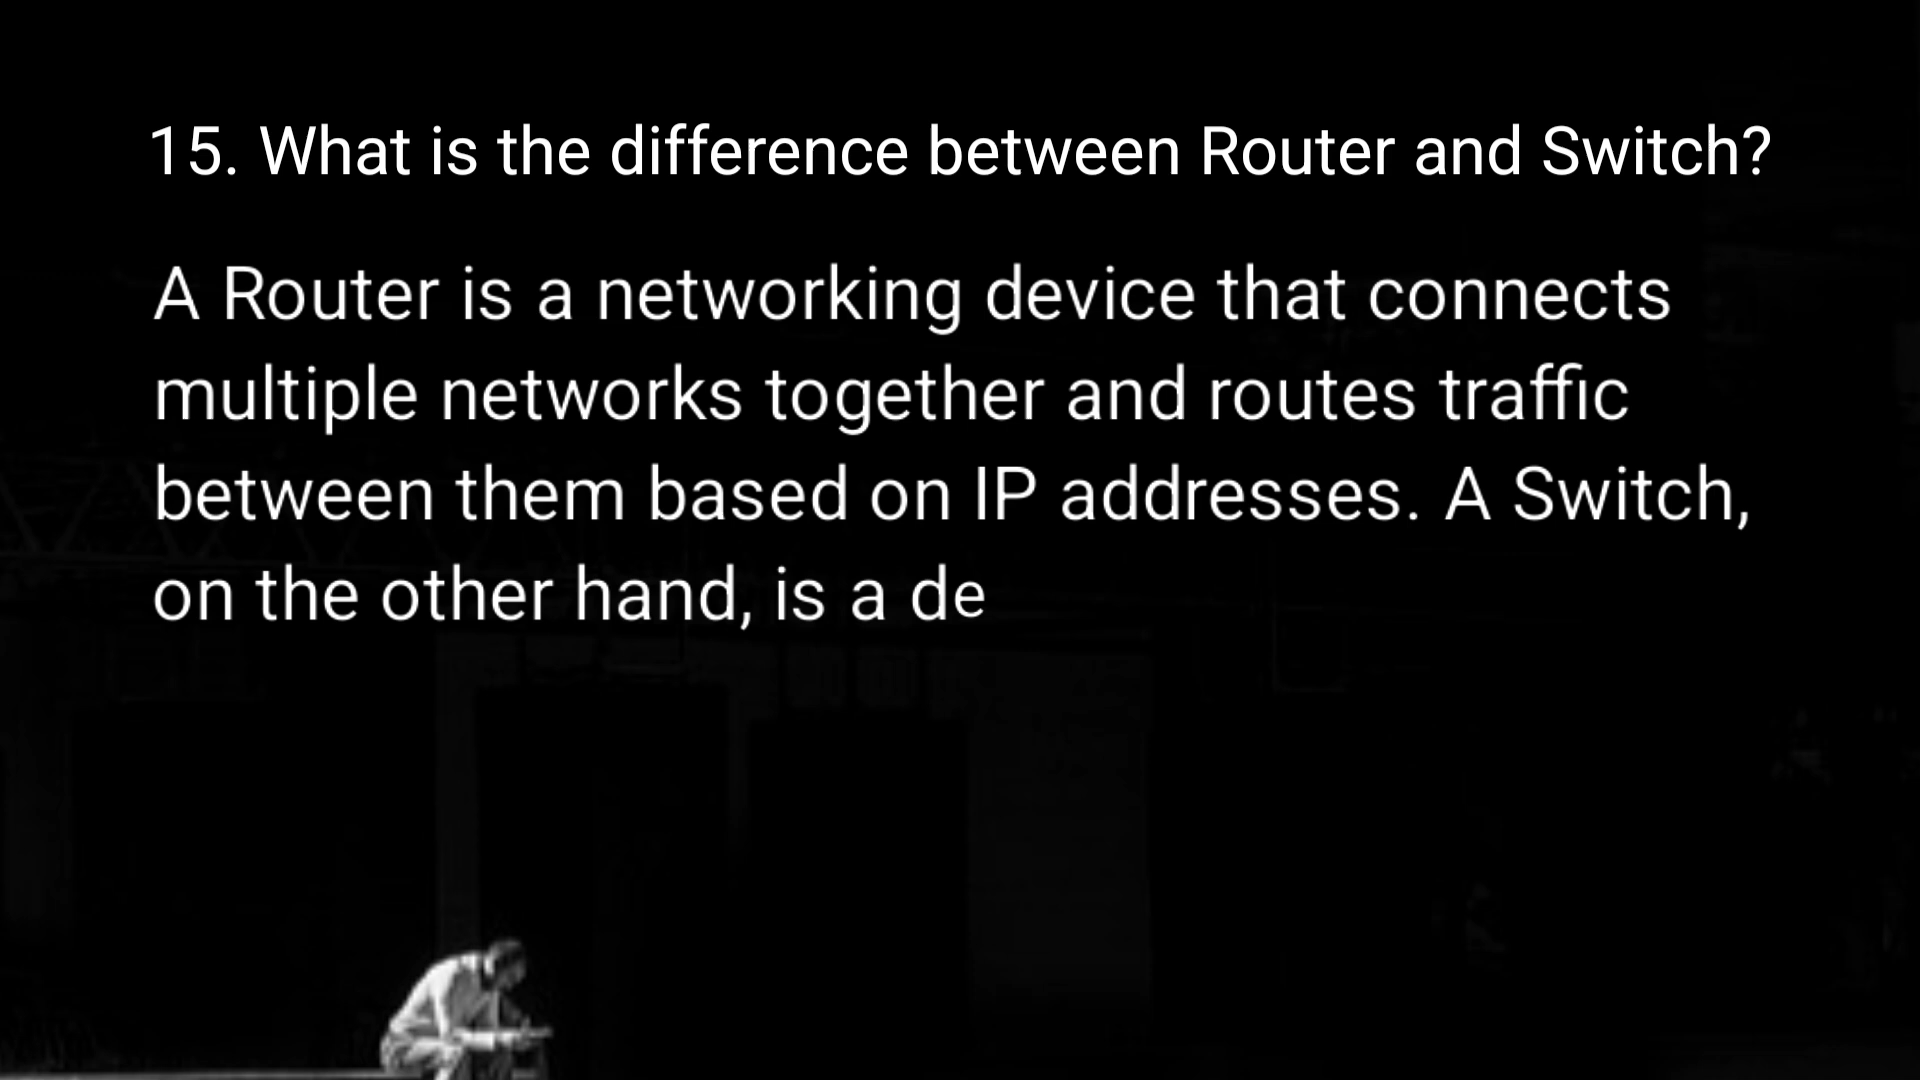 15. What is the difference between Router and Switch?
A Router is a networking device that connects
multiple networks together and routes traffic
between them based on IP addresses. A Switch,
on the other hand, is a de